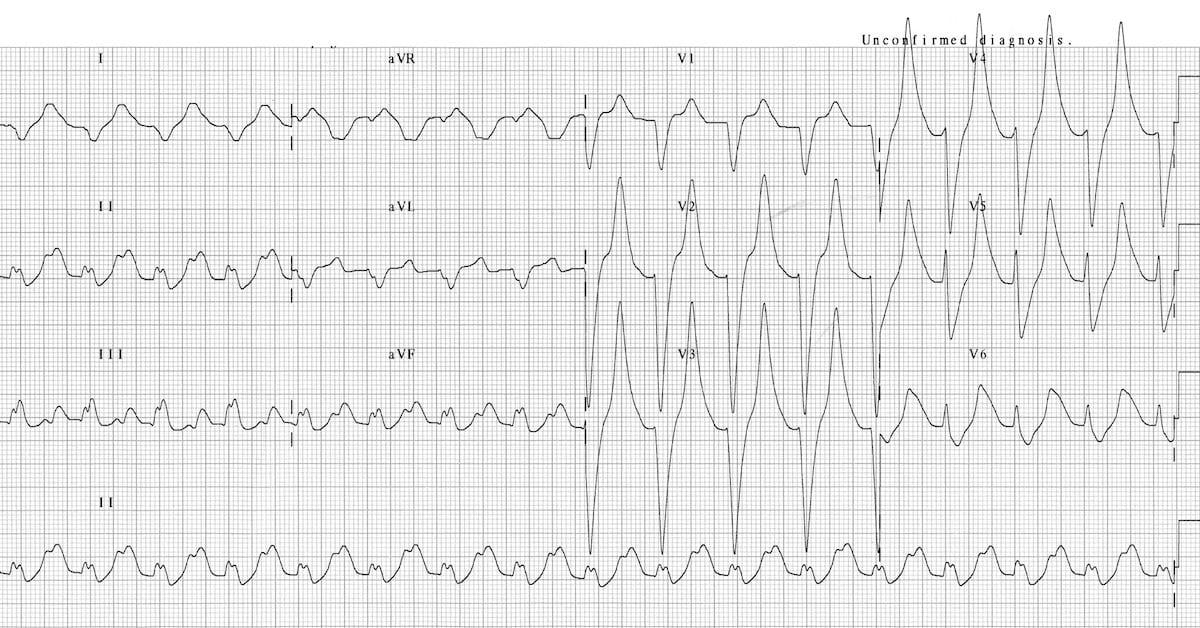 Unconfirmed diagnosis.
I aVR V1 V4
II aVL V2 V5
III aVF V3 V6
II